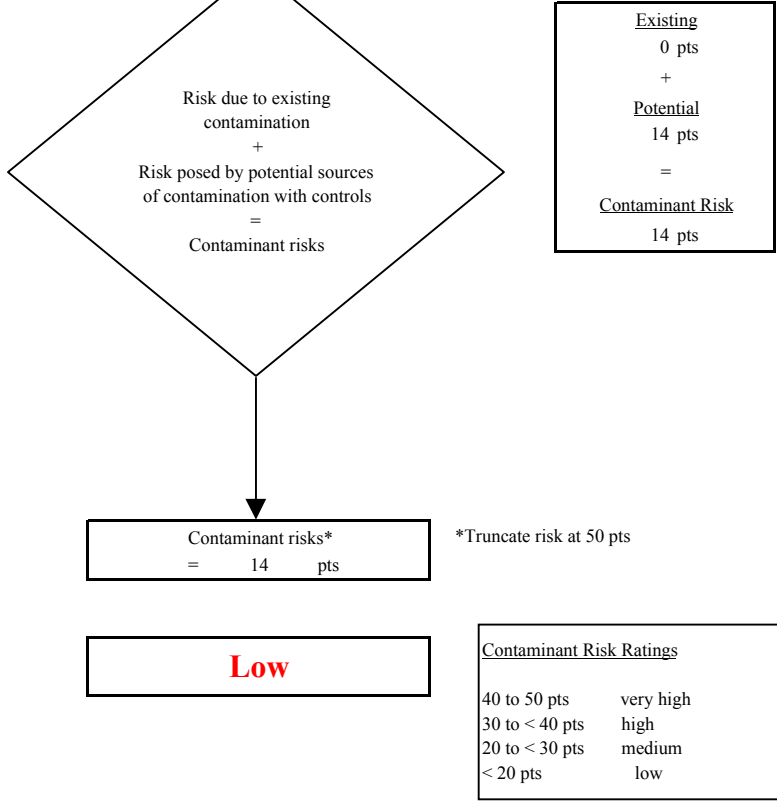 Risk due to existing
contamination
+
Risk posed by potential sources
of contamination with controls
=
Contaminant risks
Existing
0 pts
+
Potential
14 pts
=
Contaminant Risk
14 pts
Contaminant risks*
= 14 pts
*Truncate risk at 50 pts
Low
Contaminant Risk Ratings
40 to 50 pts very high
30 to < 40 pts high
20 to < 30 pts medium
< 20 pts low